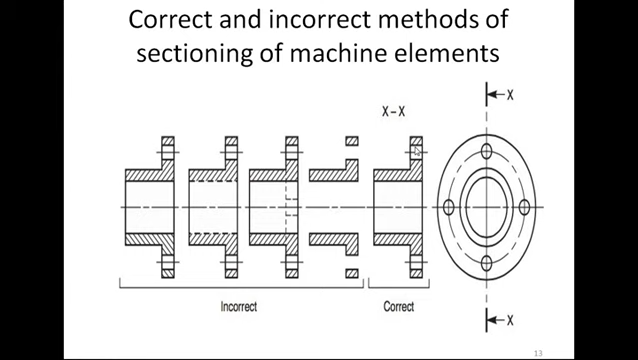 Correct and incorrect methods of
sectioning of machine elements
X
X–X
Incorrect
Correct
X
13